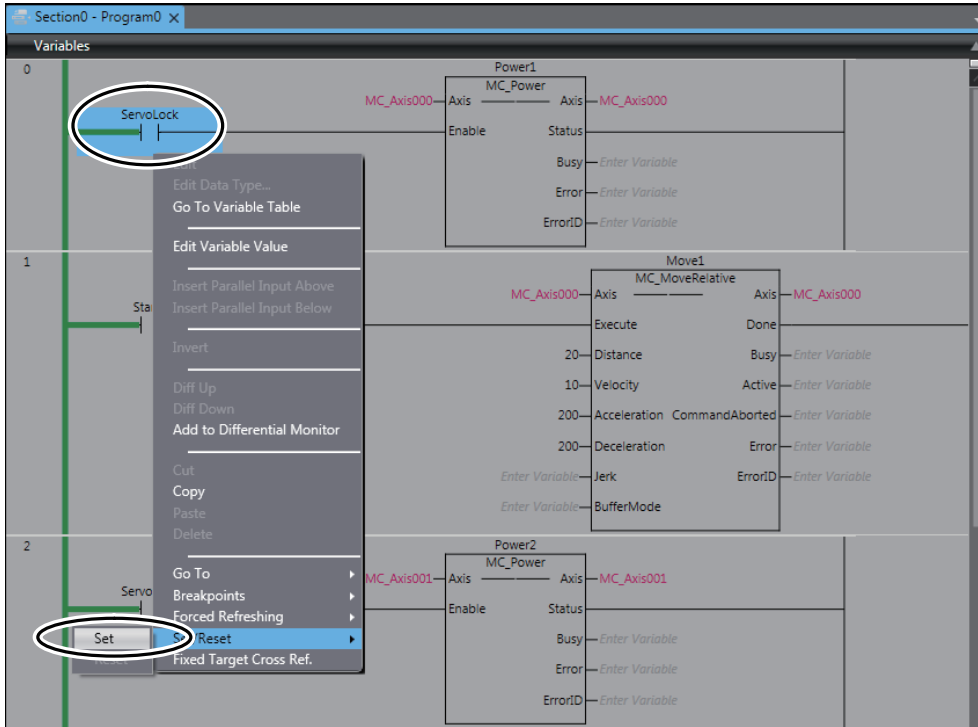 Section0 - Program0
Variables
0
Power1
MC_Power
MC_Axis000 Axis Axis MC_Axis000
ServoLock
Enable Status
Busy Enter Variable
Error Enter Variable
ErrorID Enter Variable
Edit Data Type...
Go To Variable Table
Edit Variable Value
Insert Parallel Input Above
Insert Parallel Input Below
Invert
Diff Up
Diff Down
Add to Differential Monitor
Cut
Copy
Paste
Delete
Go To
Breakpoints
Forced Refreshing
Set/Reset
Fixed Target Cross Ref.
Set
Reset
1
Move1
MC_MoveRelative
MC_Axis000 Axis Axis MC_Axis000
Sta
Execute Done
20 Distance Busy Enter Variable
10 Velocity Active Enter Variable
200 Acceleration CommandAborted Enter Variable
200 Deceleration Error Enter Variable
Enter Variable Jerk ErrorID Enter Variable
Enter Variable BufferMode
2
Power2
MC_Power
MC_Axis001 Axis Axis MC_Axis001
Servo
Enable Status
Busy Enter Variable
Error Enter Variable
ErrorID Enter Variable